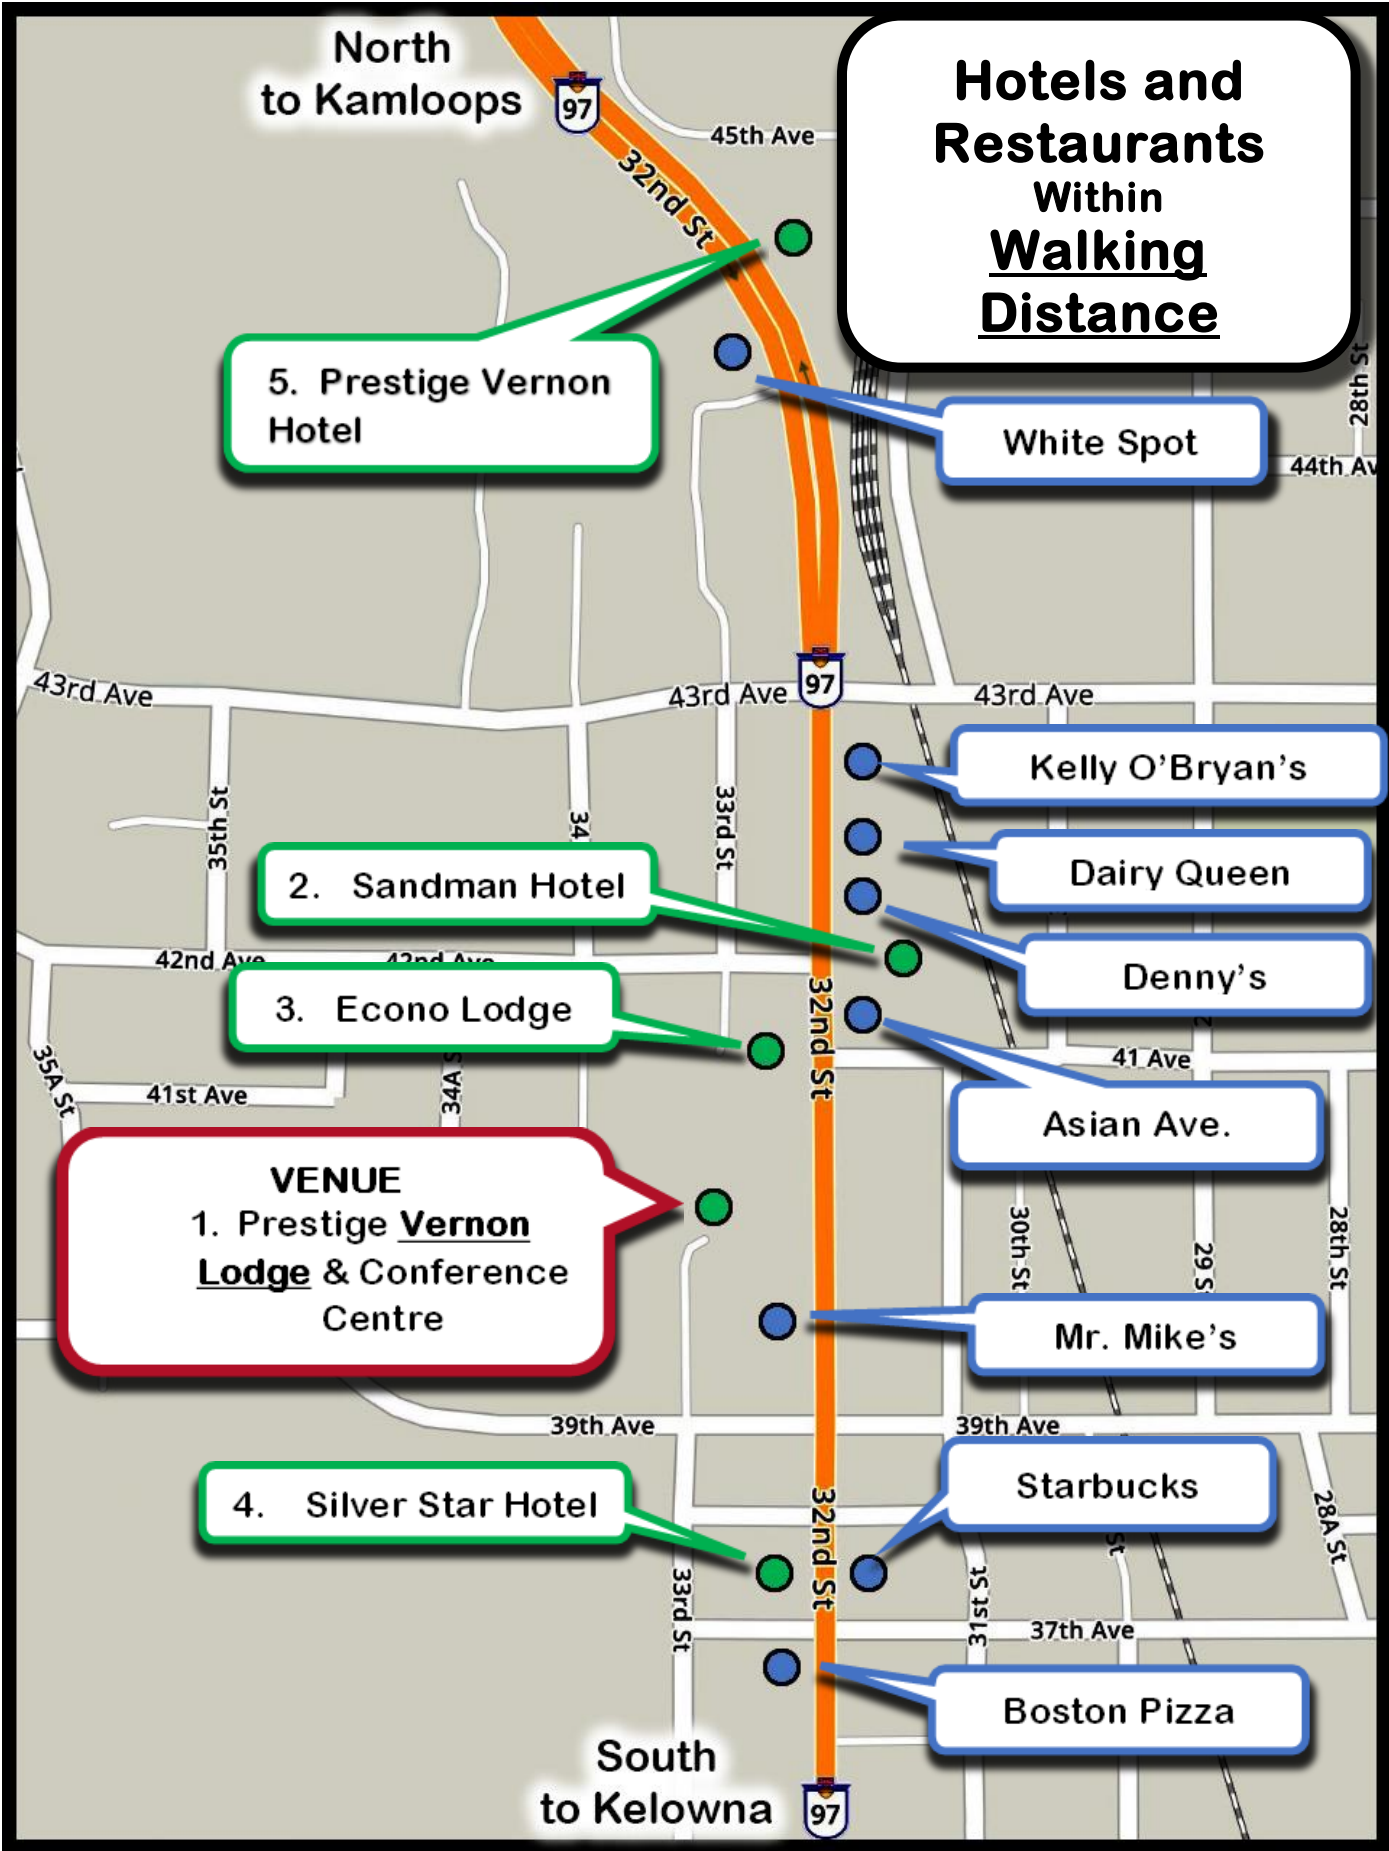 North
to Kamloops
97
45th Ave
32nd St
Hotels and
Restaurants
Within
Walking
Distance
28th St
5. Prestige Vernon
Hotel
White Spot
44th Av
43rd Ave
43rd Ave
97
43rd Ave
Kelly O'Bryan's
35th St
34
33rd St
2. Sandman Hotel
Dairy Queen
42nd Ave
42nd Ave
Denny's
3. Econo Lodge
32nd St
35A St
41st Ave
34A S
41 Ave
Asian Ave.
VENUE
1. Prestige Vernon
Lodge & Conference
Centre
30th St
29 S
28th St
Mr. Mike's
39th Ave
39th Ave
4. Silver Star Hotel
Starbucks
32nd St
St
28A St
33rd St
31st St
37th Ave
Boston Pizza
South
to Kelowna
97